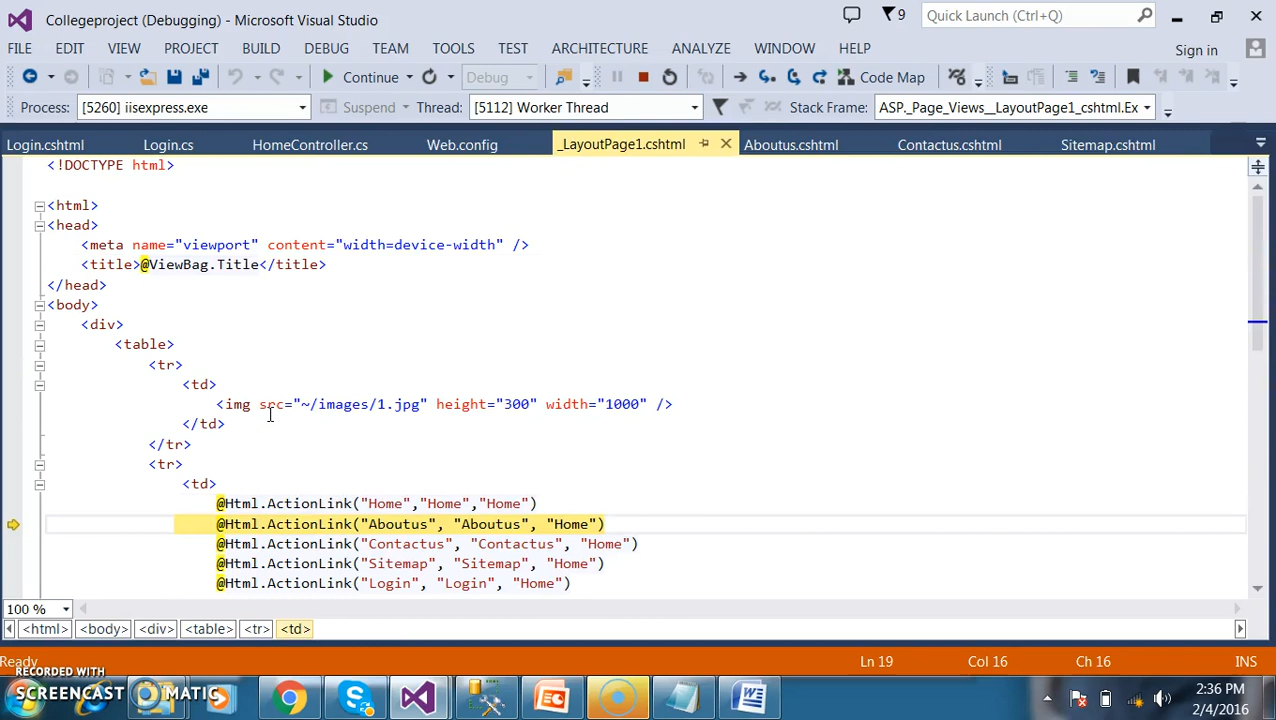 Collegeproject (Debugging) - Microsoft Visual Studio
9
Quick Launch (Ctrl+Q)
FILE EDIT VIEW PROJECT BUILD DEBUG TEAM TOOLS TEST ARCHITECTURE ANALYZE WINDOW HELP
Sign in
Continue Debug Code Map
Process: [5260] iisexpress.exe Suspend Thread: [5112] Worker Thread Stack Frame: ASP._Page_Views__LayoutPage1_cshtml.Ex
Login.cshtml Login.cs HomeController.cs Web.config _LayoutPage1.cshtml Aboutus.cshtml Contactus.cshtml Sitemap.cshtml
<!DOCTYPE html>
<html>
<head>
<meta name="viewport" content="width=device-width" />
<title>@ViewBag.Title</title>
</head>
<body>
<div>
<table>
<tr>
<td>
<img src="~/images/1.jpg" height="300" width="1000" />
</td>
</tr>
<tr>
<td>
@Html.ActionLink("Home","Home","Home")
@Html.ActionLink("Aboutus", "Aboutus", "Home")
@Html.ActionLink("Contactus", "Contactus", "Home")
@Html.ActionLink("Sitemap", "Sitemap", "Home")
@Html.ActionLink("Login", "Login", "Home")
100 %
<html> <body> <div> <table> <tr> <td>
Ready Ln 19 Col 16 Ch 16 INS
RECORDED WITH
SCREENCAST MATIC
2:36 PM
2/4/2016